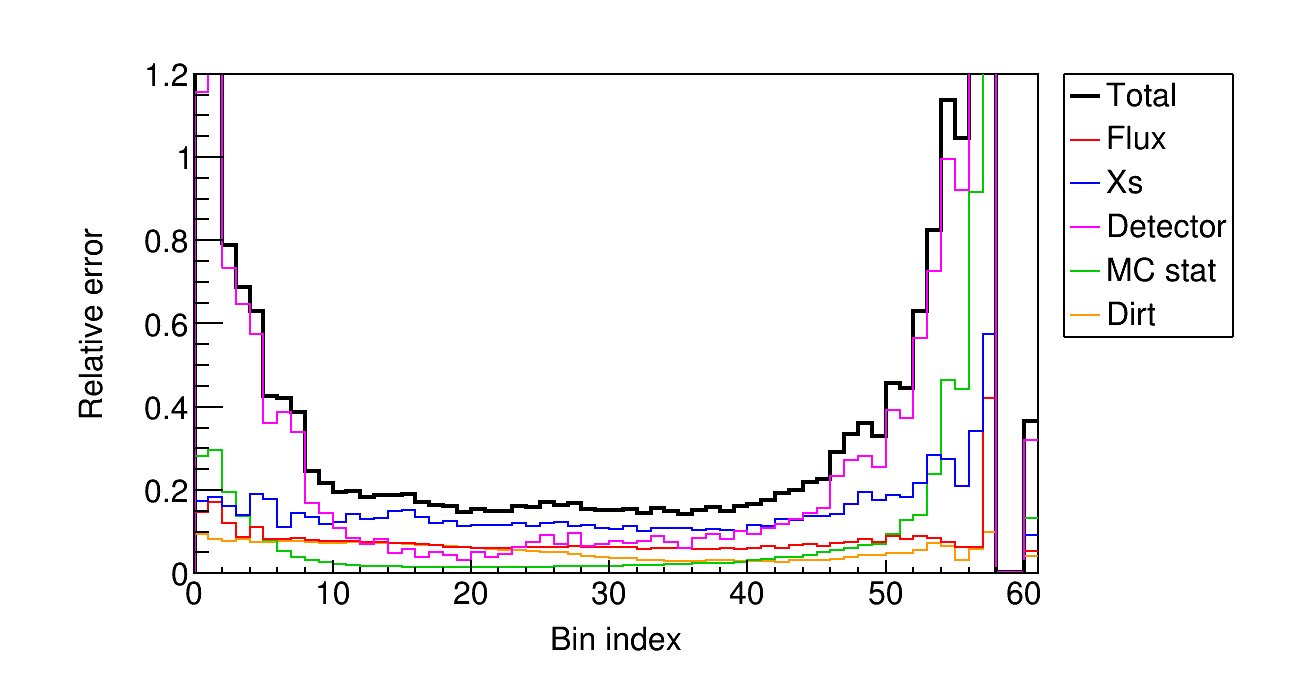 1.2
1
0.8
0.6
0.4
0.2
0
Relative error
0 10 20 30 40 50 60
Bin index
Total
Flux
Xs
Detector
MC stat
Dirt